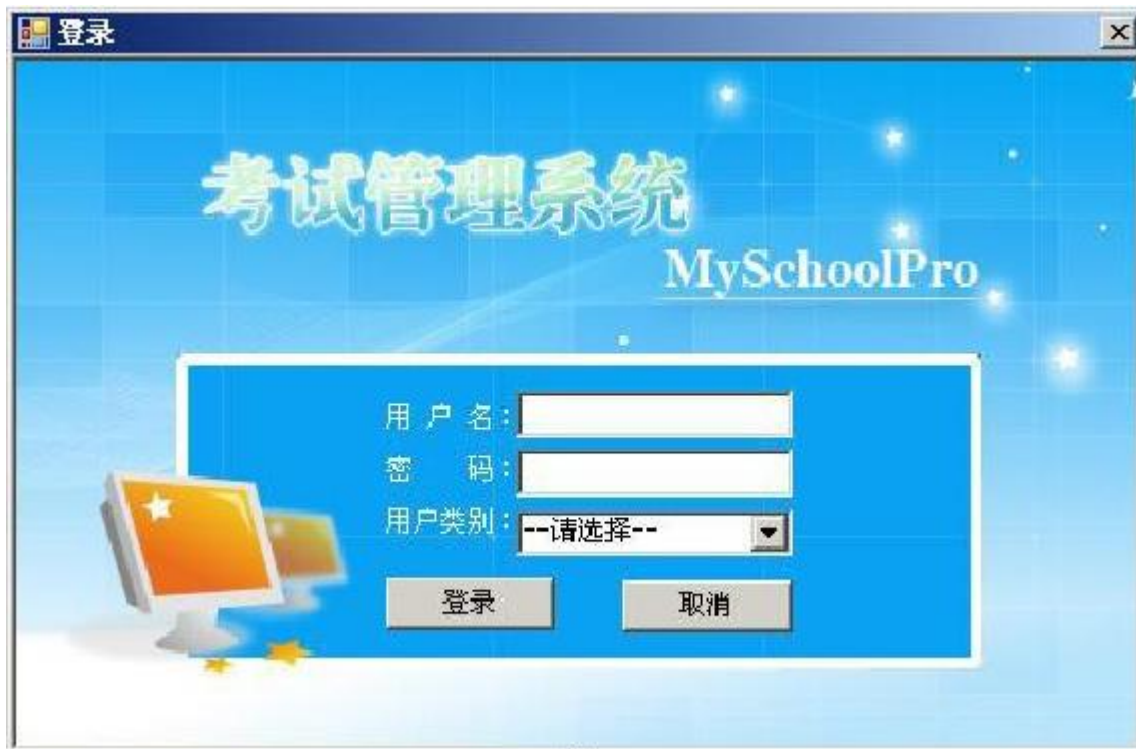 登录
考试管理系统
MySchoolPro
用 户 名：
密 码：
用户类别：--请选择--
登录 取消